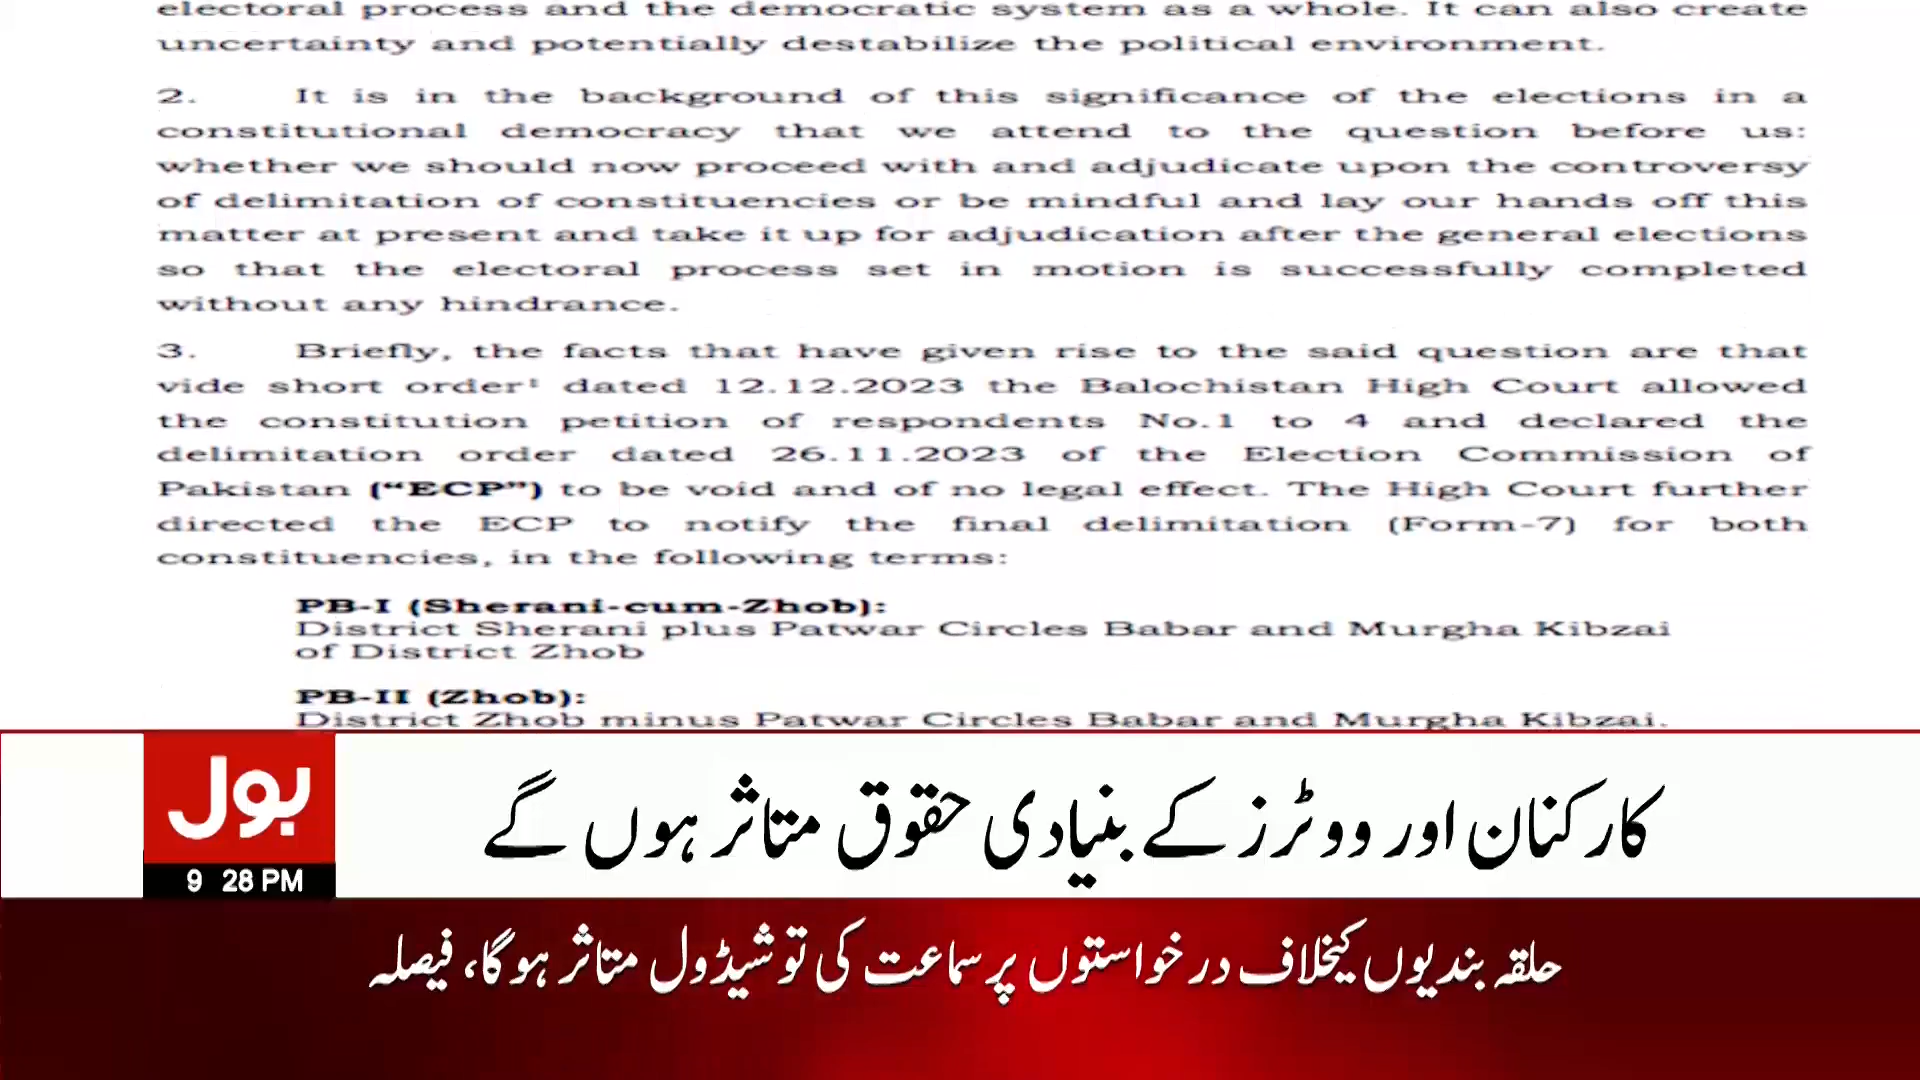 electoral process and the democratic system as a whole. It can also create
uncertainty and potentially destabilize the political environment.
2. It is in the background of this significance of the elections in a
constitutional democracy that we attend to the question before us:
whether we should now proceed with and adjudicate upon the controversy
of delimitation of constituencies or be mindful and lay our hands off this
matter at present and take it up for adjudication after the general elections
so that the electoral process set in motion is successfully completed
without any hindrance.
3. Briefly, the facts that have given rise to the said question are that
vide short order¹ dated 12.12.2023 the Balochistan High Court allowed
the constitution petition of respondents No.1 to 4 and declared the
delimitation order dated 26.11.2023 of the Election Commission of
Pakistan (“ECP”) to be void and of no legal effect. The High Court further
directed the ECP to notify the final delimitation (Form-7) for both
constituencies, in the following terms:
PB-I (Sherani-cum-Zhob):
District Sherani plus Patwar Circles Babar and Murgha Kibzai
of District Zhob
PB-II (Zhob):
District Zhob minus Patwar Circles Babar and Murgha Kibzai.
بول
9 28 PM
کارکنان اور ووٹرز کے بنیادی حقوق متاثر ہوں گے
حلقہ بندیوں کیخلاف درخواستوں پر سماعت کی تو شیڈول متاثر ہوگا، فیصلہ